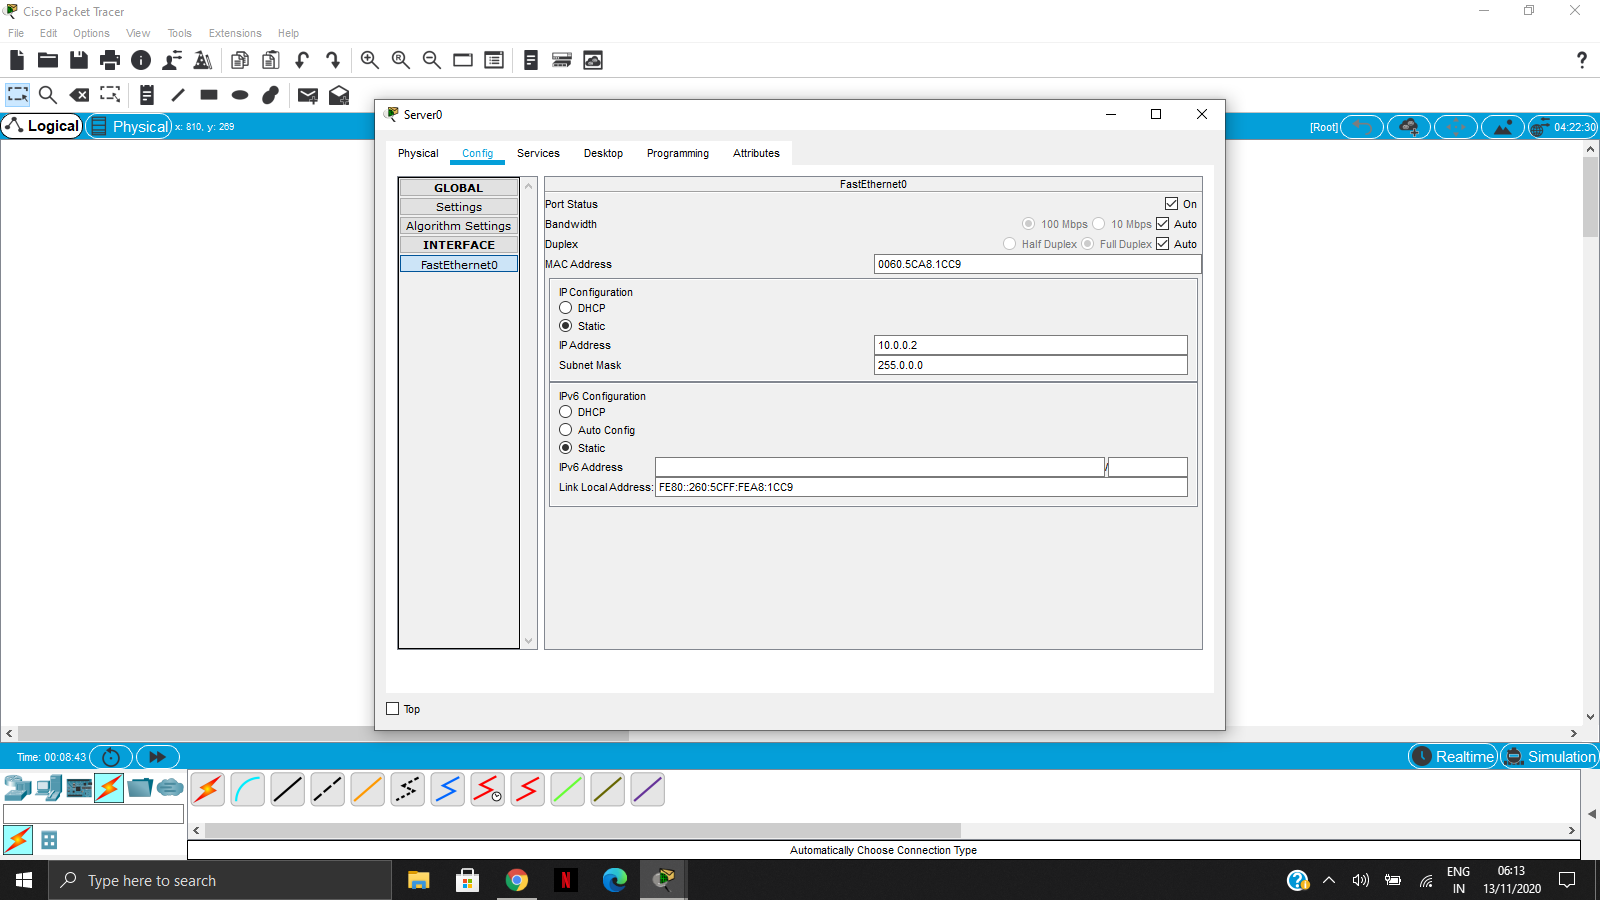 Cisco Packet Tracer
File Edit Options View Tools Extensions Help
?
Logical Physical x: 810, y: 269 [Root] 04:22:30
Server0
Physical Config Services Desktop Programming Attributes
GLOBAL
Settings
Algorithm Settings
INTERFACE
FastEthernet0
FastEthernet0
Port Status On
Bandwidth 100 Mbps 10 Mbps Auto
Duplex Half Duplex Full Duplex Auto
MAC Address 0060.5CA8.1CC9
IP Configuration
DHCP
Static
IP Address 10.0.0.2
Subnet Mask 255.0.0.0
IPv6 Configuration
DHCP
Auto Config
Static
IPv6 Address /
Link Local Address: FE80::260:5CFF:FEA8:1CC9
Top
Time: 00:08:43 Realtime Simulation
Automatically Choose Connection Type
Type here to search
N
ENG
IN
06:13
13/11/2020